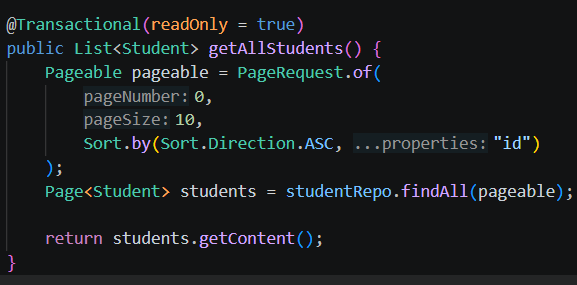 @Transactional(readOnly = true)
public List<Student> getAllStudents() {
    Pageable pageable = PageRequest.of(
        pageNumber: 0,
        pageSize: 10,
        Sort.by(Sort.Direction.ASC, ...properties: "id")
    );
    Page<Student> students = studentRepo.findAll(pageable);

    return students.getContent();
}